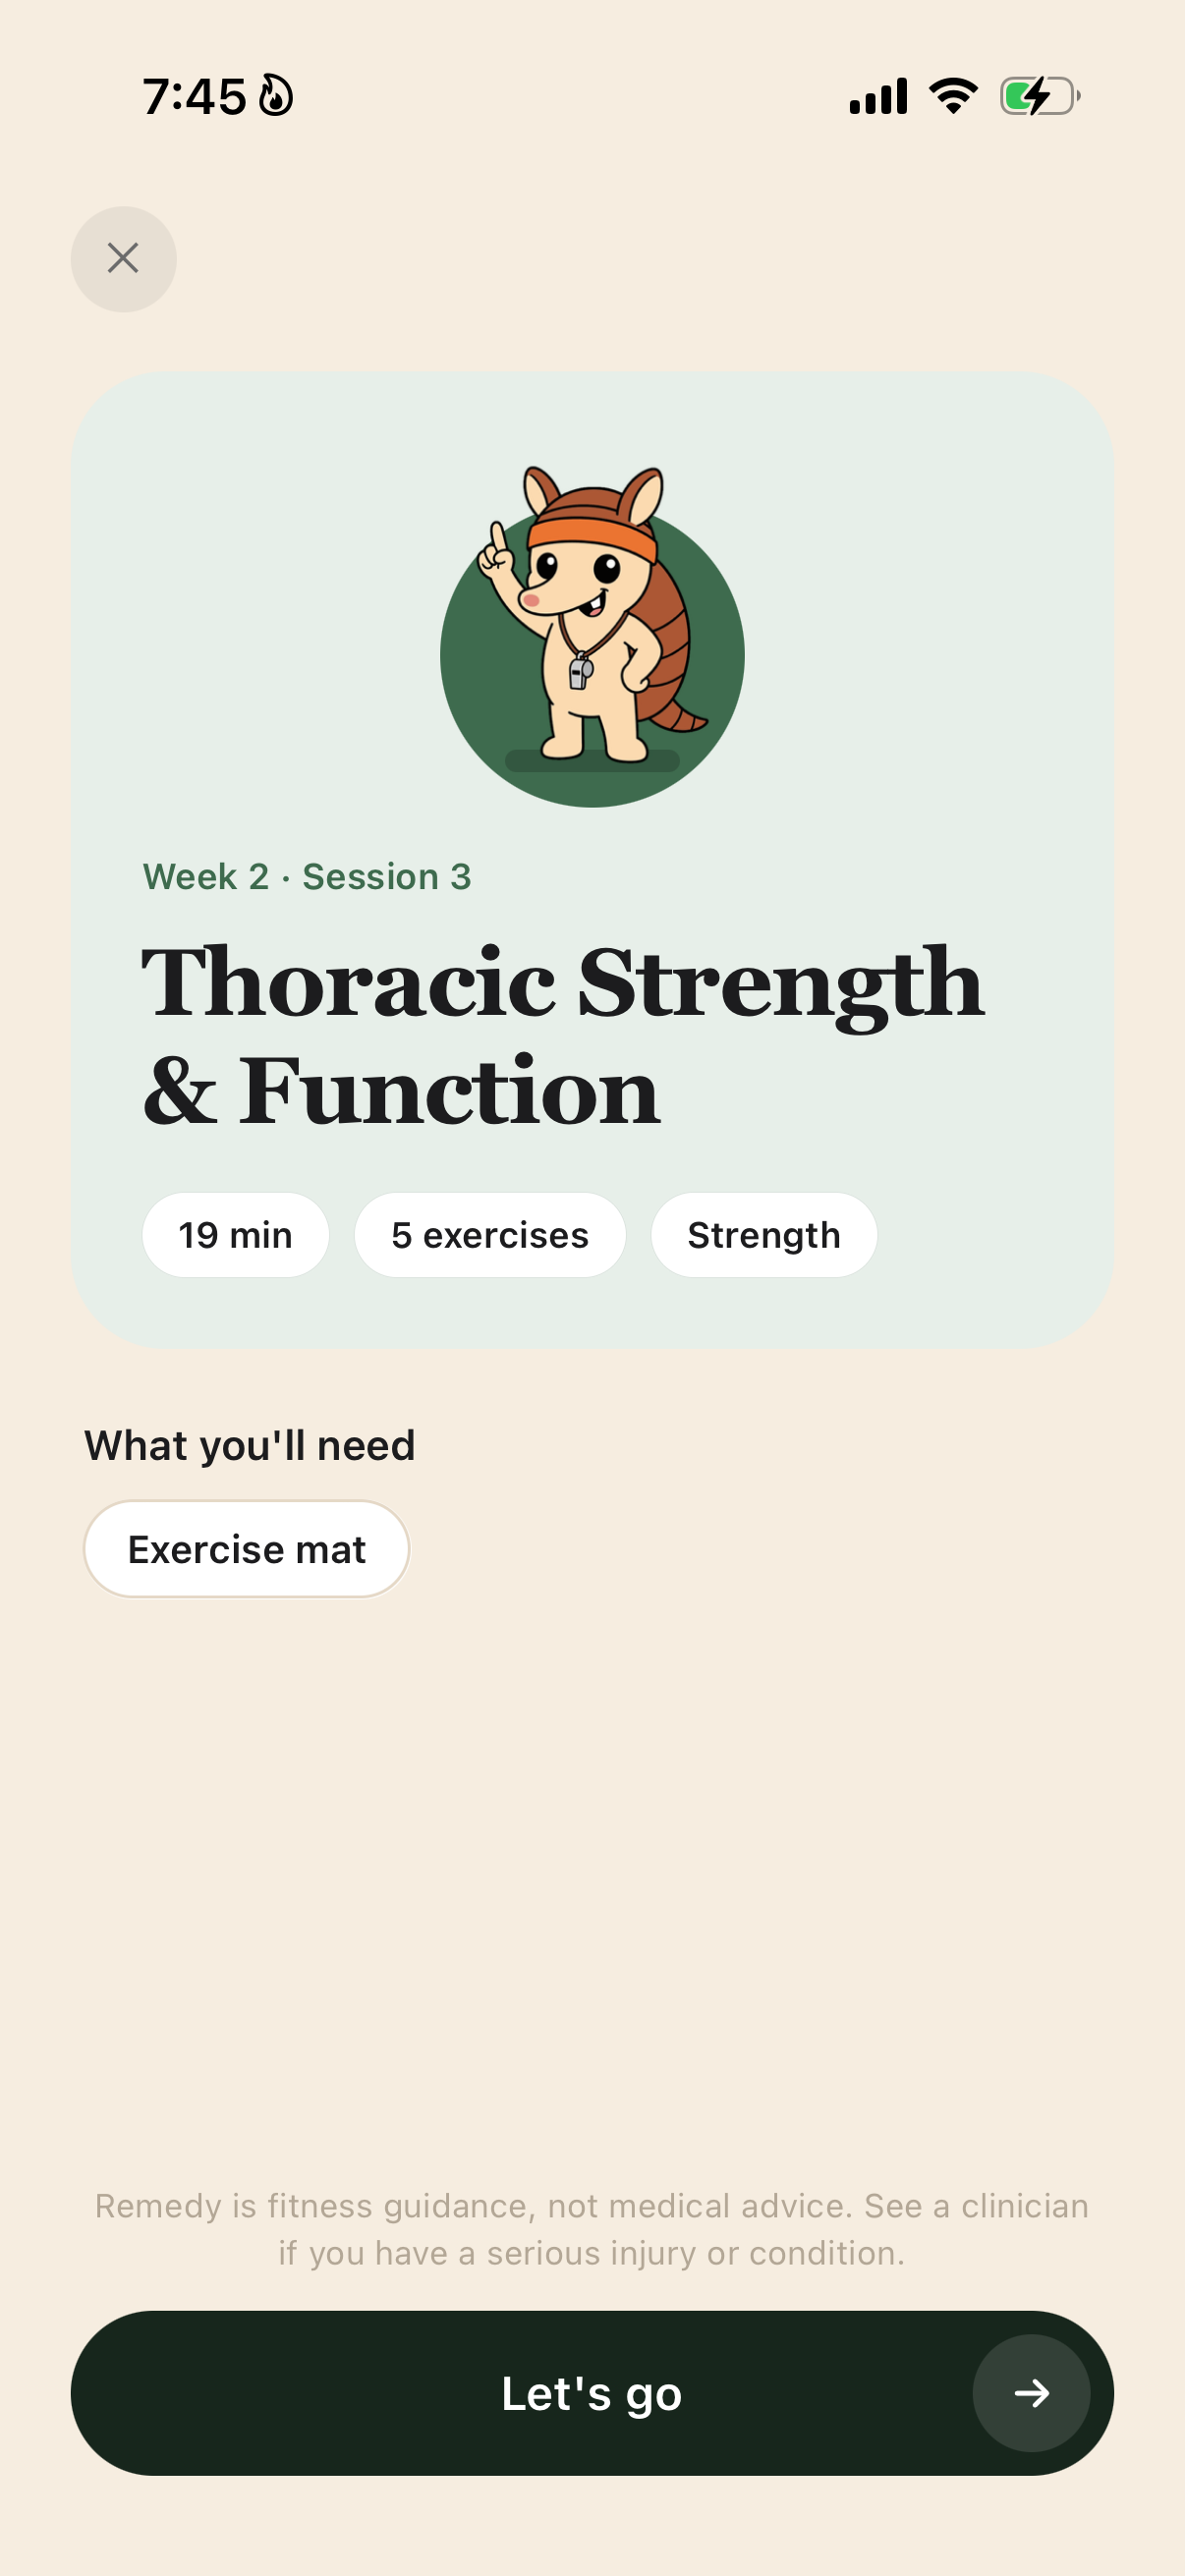 7:45
Week 2 · Session 3
Thoracic Strength
& Function
19 min
5 exercises
Strength
What you'll need
Exercise mat
Remedy is fitness guidance, not medical advice. See a clinician
if you have a serious injury or condition.
Let's go